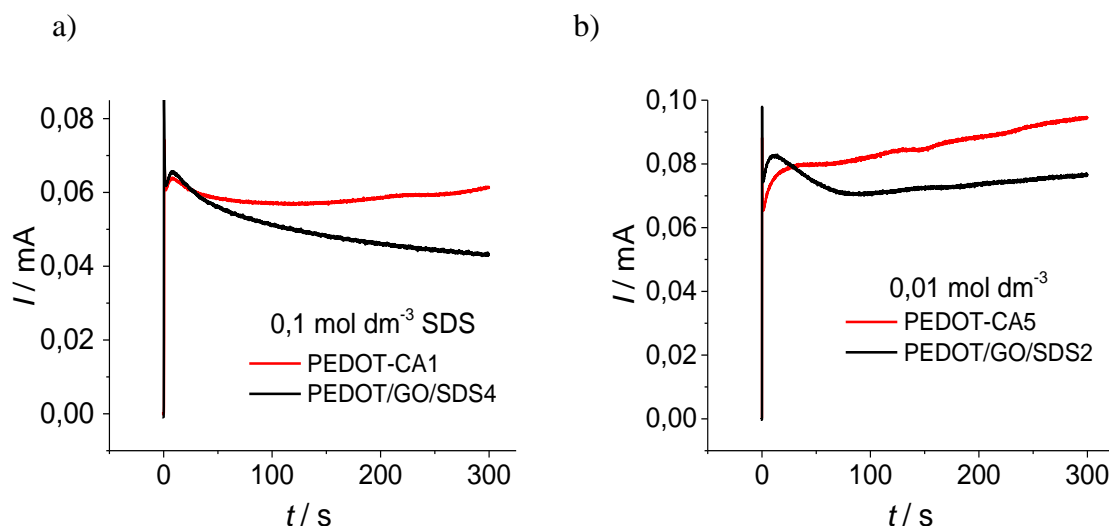 a)
b)
0,08
0,06
0,04
0,02
0,00
I / mA
0,1 mol dm-3 SDS
PEDOT-CA1
PEDOT/GO/SDS4
0 100 200 300
t / s
0,10
0,08
0,06
0,04
0,02
0,00
I / mA
0,01 mol dm-3
PEDOT-CA5
PEDOT/GO/SDS2
0 100 200 300
t / s